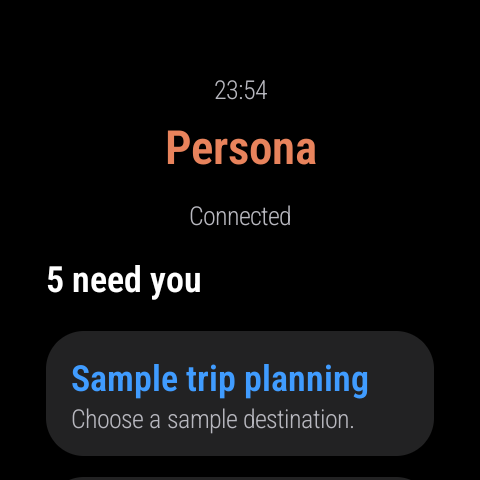 23:54
Persona
Connected
5 need you
Sample trip planning
Choose a sample destination.